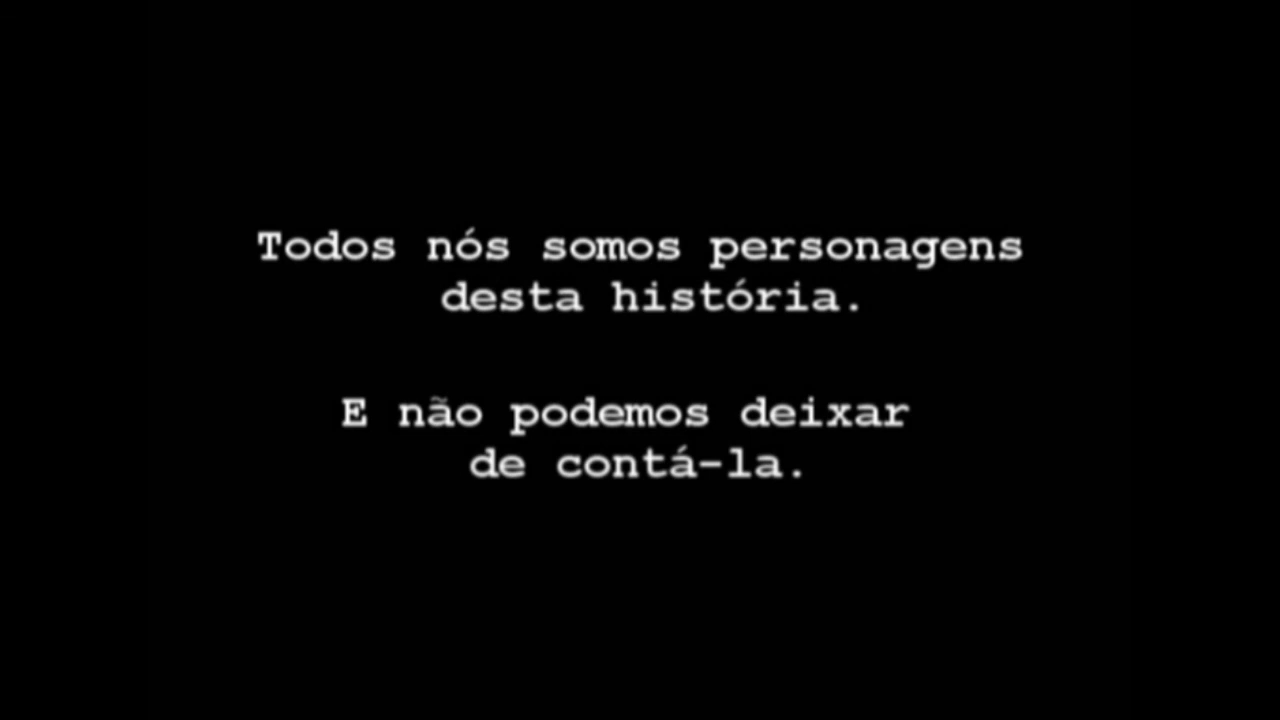 Todos nós somos personagens
desta história.
E não podemos deixar
de contá-la.